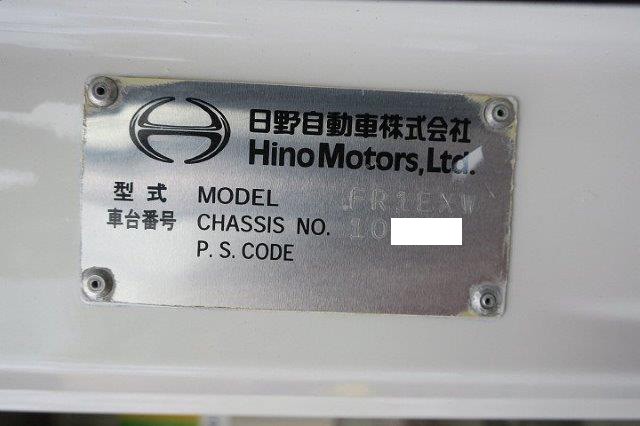 日野自動車株式会社
Hino Motors, Ltd.
型式 MODEL FR1EXW
車台番号 CHASSIS NO. 10
P. S. CODE